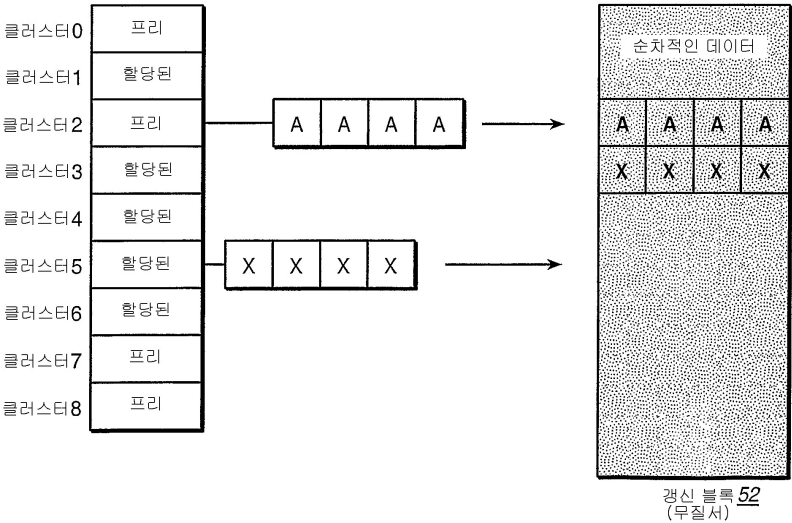 클러스터0 프리
클러스터1 할당된
클러스터2 프리
클러스터3 할당된
클러스터4 할당된
클러스터5 할당된
클러스터6 할당된
클러스터7 프리
클러스터8 프리
A A A A
X X X X
순차적인 데이터
A A A A
X X X X
갱신 블록 52
(무질서)